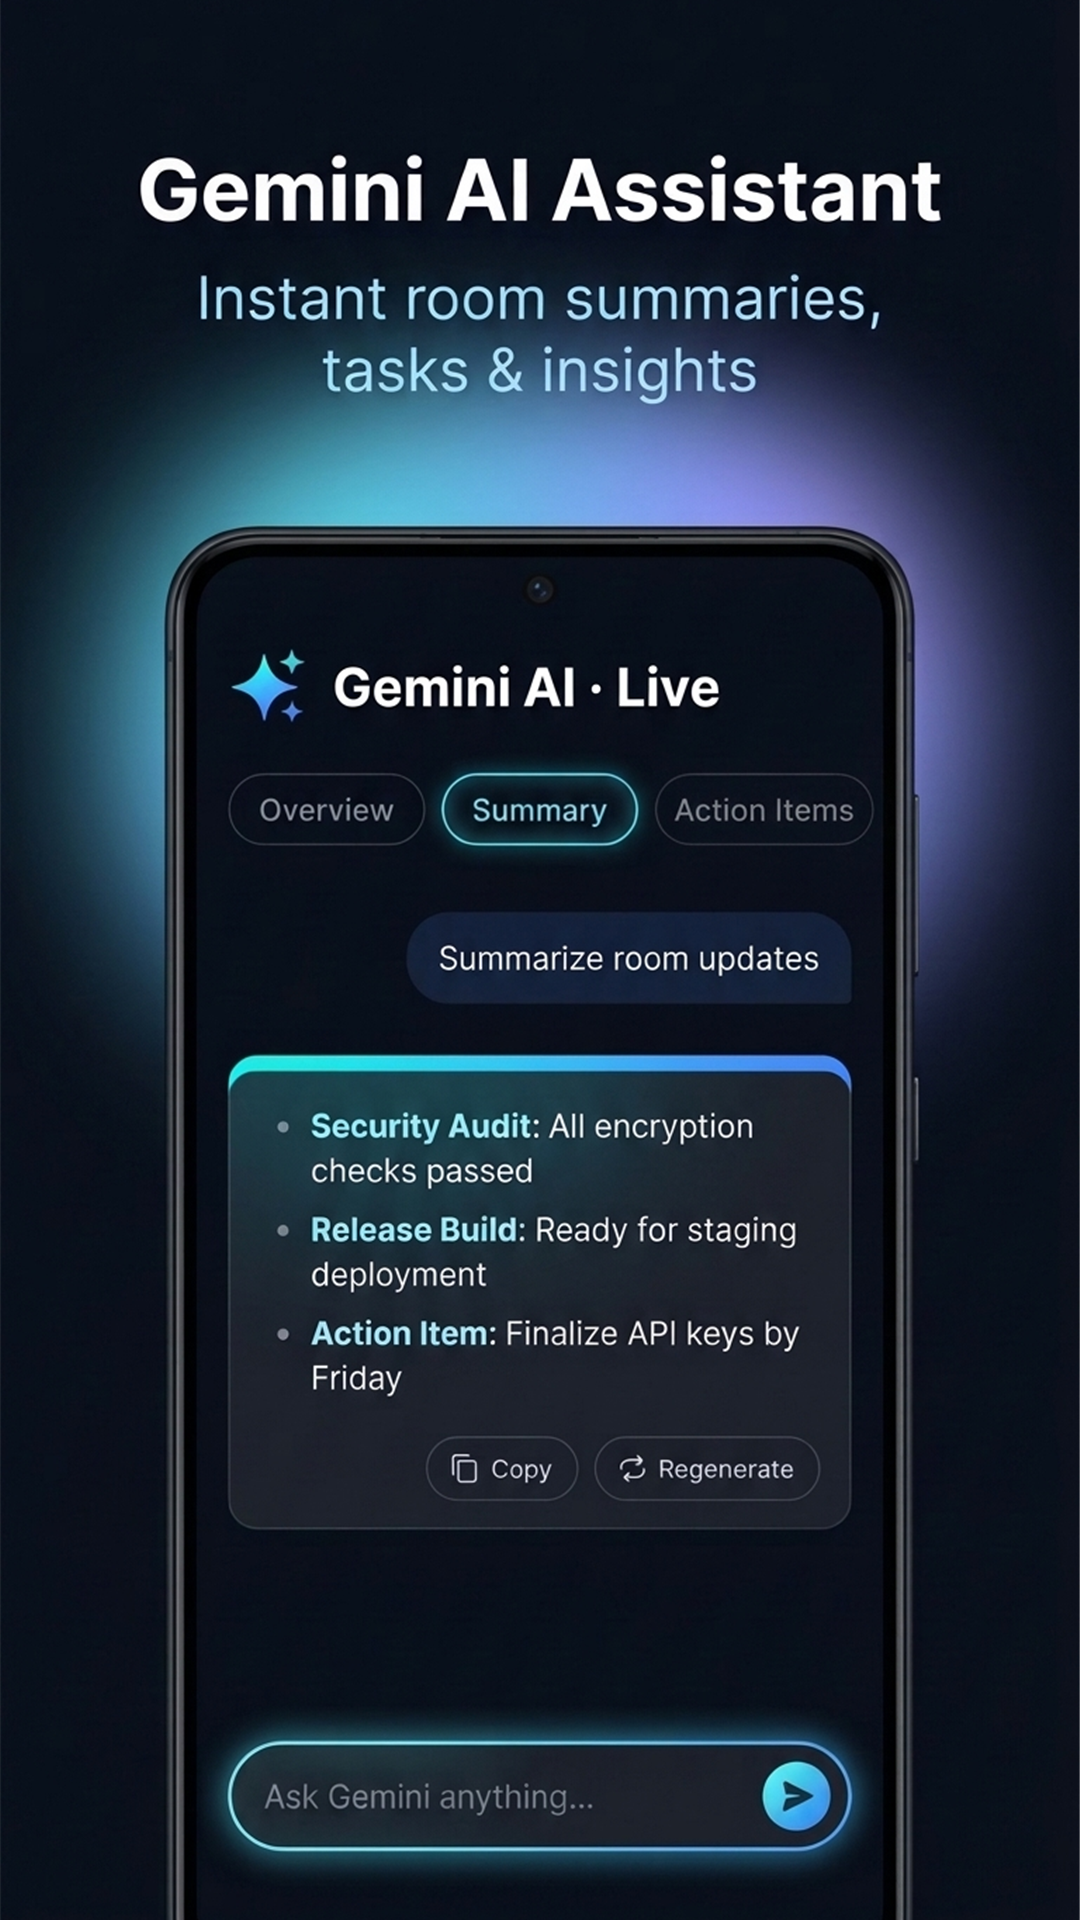 Gemini AI Assistant
Instant room summaries,
tasks & insights
Gemini AI · Live
Overview
Summary
Action Items
Summarize room updates
• Security Audit: All encryption
checks passed
• Release Build: Ready for staging
deployment
• Action Item: Finalize API keys by
Friday
Copy
Regenerate
Ask Gemini anything...